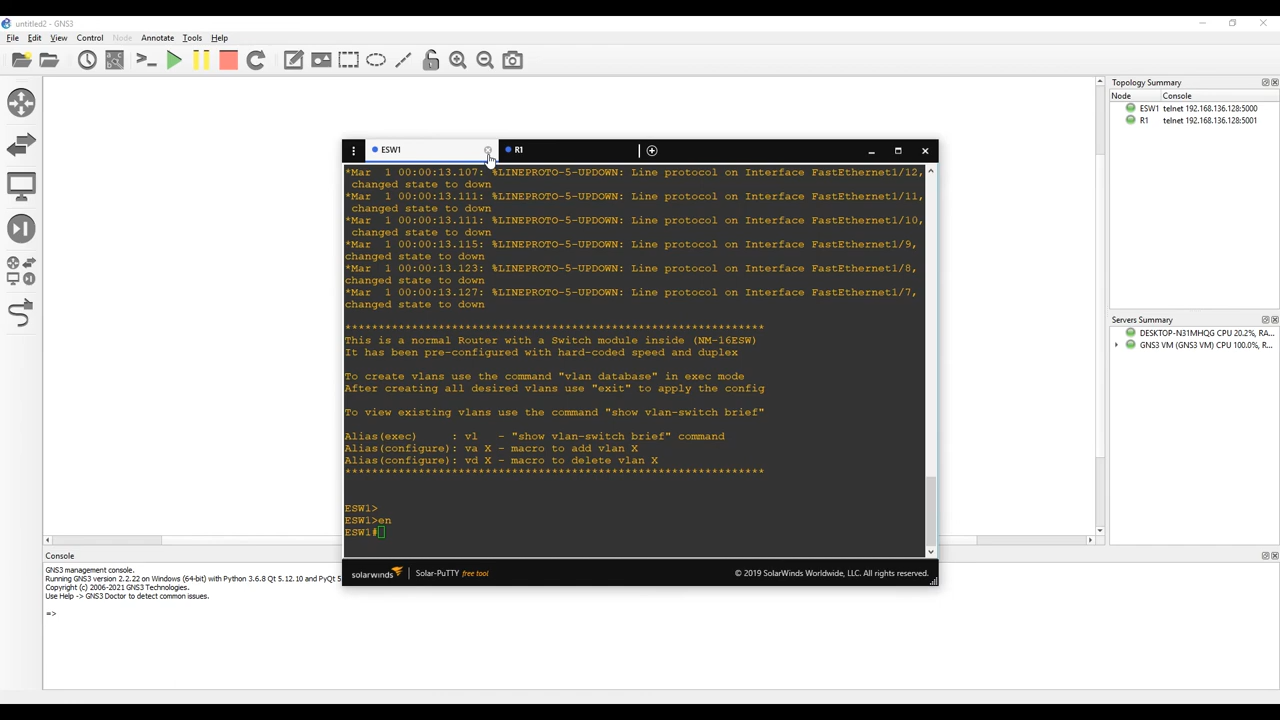 untitled2 - GNS3
File Edit View Control Node Annotate Tools Help
Topology Summary
Node Console
ESW1 telnet 192.168.136.128:5000
R1 telnet 192.168.136.128:5001
ESW1
R1
*Mar  1 00:00:13.107: %LINEPROTO-5-UPDOWN: Line protocol on Interface FastEthernet1/12,
changed state to down
*Mar  1 00:00:13.111: %LINEPROTO-5-UPDOWN: Line protocol on Interface FastEthernet1/11,
changed state to down
*Mar  1 00:00:13.111: %LINEPROTO-5-UPDOWN: Line protocol on Interface FastEthernet1/10,
changed state to down
*Mar  1 00:00:13.115: %LINEPROTO-5-UPDOWN: Line protocol on Interface FastEthernet1/9,
changed state to down
*Mar  1 00:00:13.123: %LINEPROTO-5-UPDOWN: Line protocol on Interface FastEthernet1/8,
changed state to down
*Mar  1 00:00:13.127: %LINEPROTO-5-UPDOWN: Line protocol on Interface FastEthernet1/7,
changed state to down
***************************************************************
This is a normal Router with a Switch module inside (NM-16ESW)
It has been pre-configured with hard-coded speed and duplex
To create vlans use the command "vlan database" in exec mode
After creating all desired vlans use "exit" to apply the config
To view existing vlans use the command "show vlan-switch brief"
Alias(exec)     : vl   - "show vlan-switch brief" command
Alias(configure): va X - macro to add vlan X
Alias(configure): vd X - macro to delete vlan X
***************************************************************
ESW1>
ESW1>en
ESW1#
solarwinds | Solar-PuTTY free tool
© 2019 SolarWinds Worldwide, LLC. All rights reserved.
Servers Summary
DESKTOP-N31MHQG CPU 20.2%, RA...
GNS3 VM (GNS3 VM) CPU 100.0%, R...
Console
GNS3 management console.
Running GNS3 version 2.2.22 on Windows (64-bit) with Python 3.6.8 Qt 5.12.10 and PyQt 5
Copyright (c) 2006-2021 GNS3 Technologies.
Use Help -> GNS3 Doctor to detect common issues.
=>